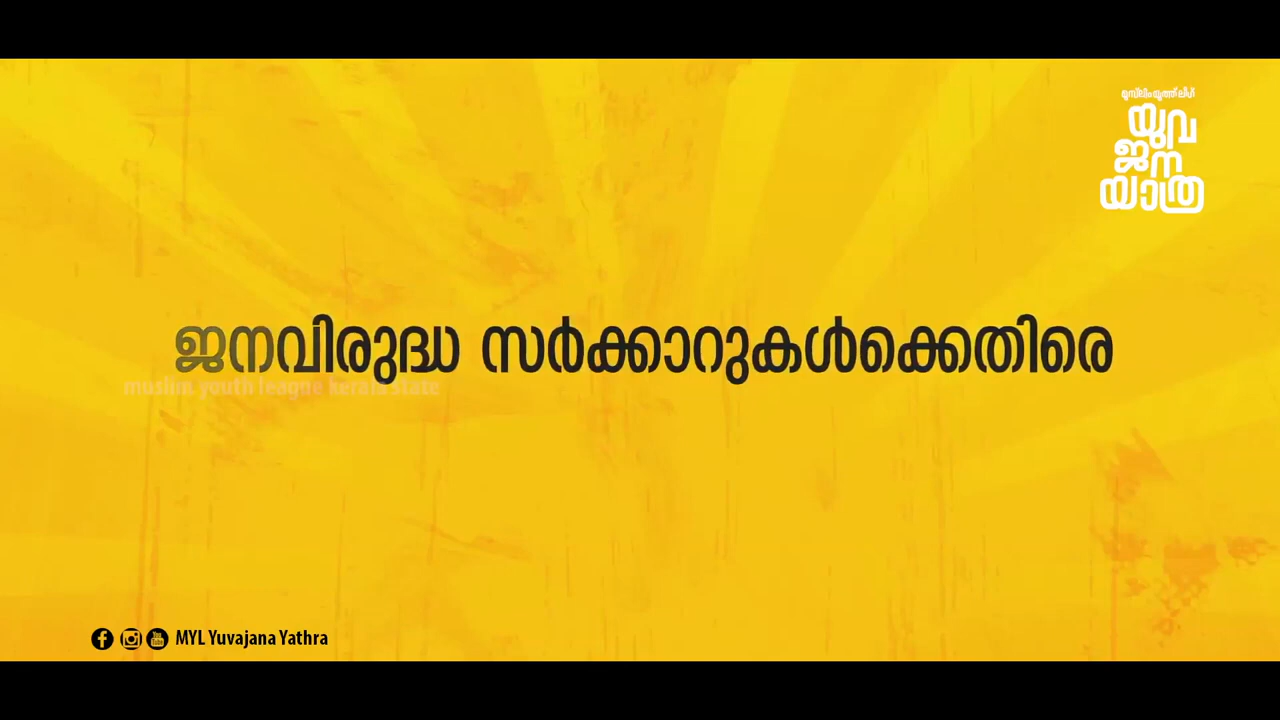 മുസ്‌ലിം യൂത്ത് ലീഗ്
യുവ
ജന
യാത്ര
ജനവിരുദ്ധ സർക്കാറുകൾക്കെതിരെ
muslim youth league kerala state
MYL Yuvajana Yathra